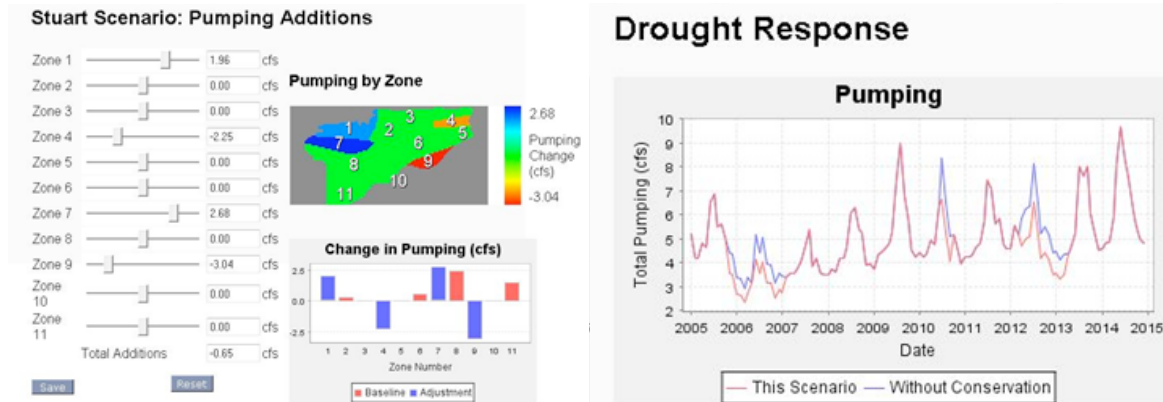 Stuart Scenario: Pumping Additions
Zone 1 1.96 cfs
Zone 2 0.00 cfs
Zone 3 0.00 cfs
Zone 4 -2.25 cfs
Zone 5 0.00 cfs
Zone 6 0.00 cfs
Zone 7 2.68 cfs
Zone 8 0.00 cfs
Zone 9 -3.04 cfs
Zone 10 0.00 cfs
Zone 11 0.00 cfs
Total Additions -0.65 cfs
Save Reset
Pumping by Zone
1 2 3 4 5 6 7 8 9 10 11
2.68
Pumping
Change
(cfs)
-3.04
Change in Pumping (cfs)
2.5
0.0
-2.5
1 2 3 4 5 6 7 8 9 10 11
Zone Number
Baseline Adjustment
Drought Response
Pumping
Total Pumping (cfs)
10
9
8
7
6
5
4
3
2
2005 2006 2007 2008 2009 2010 2011 2012 2013 2014 2015
Date
This Scenario Without Conservation